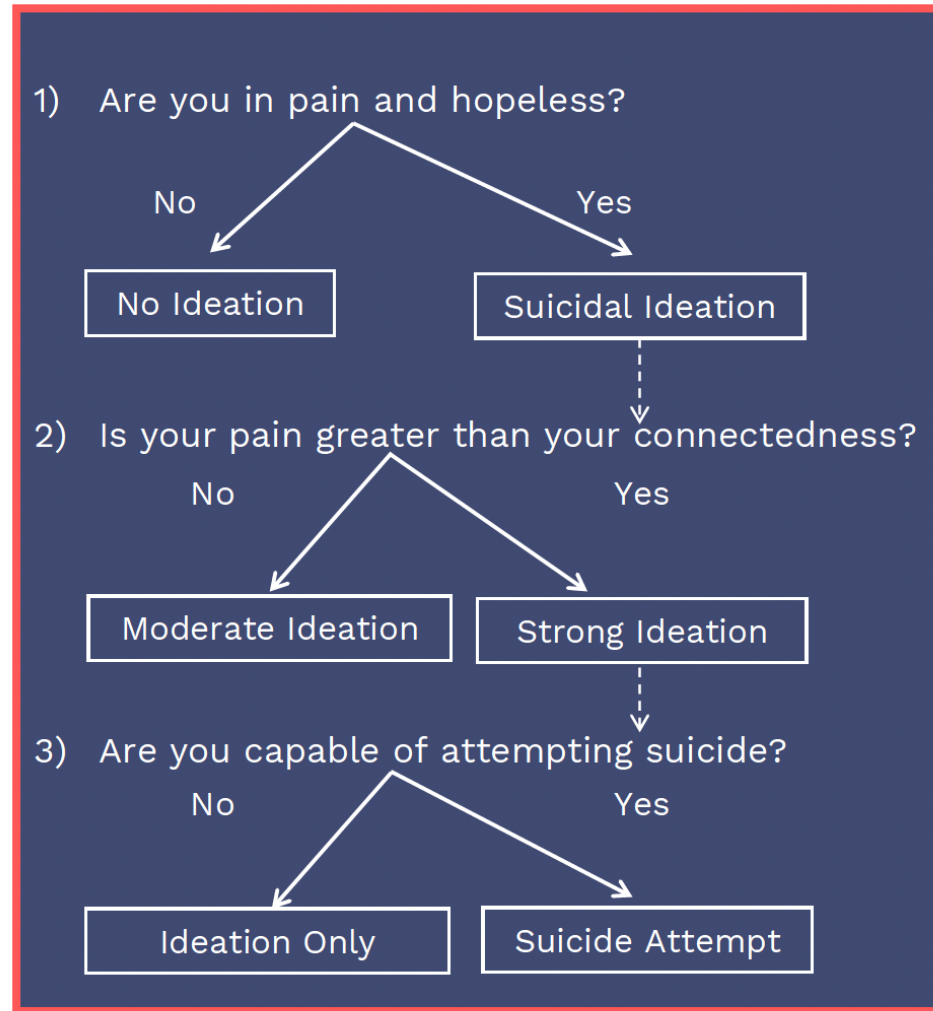 1) Are you in pain and hopeless?
No Yes
No Ideation Suicidal Ideation
2) Is your pain greater than your connectedness?
No Yes
Moderate Ideation Strong Ideation
3) Are you capable of attempting suicide?
No Yes
Ideation Only Suicide Attempt